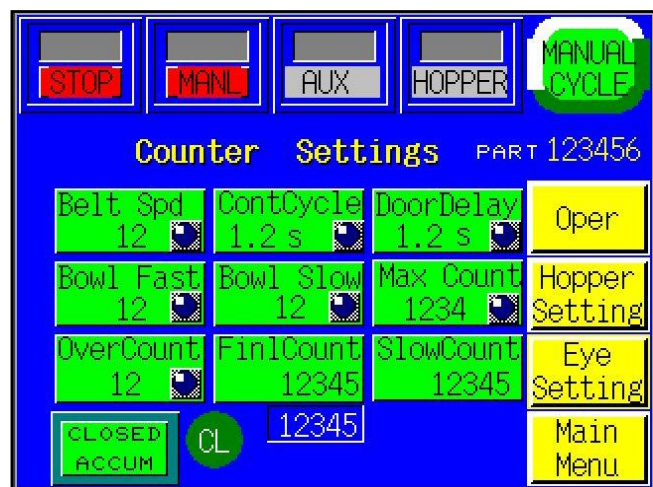 STOP MANL AUX HOPPER MANUAL
CYCLE
Counter Settings PART 123456
Belt Spd ContCycle DoorDelay Oper
12 1.2 s 1.2 s
Bowl Fast Bowl Slow Max Count Hopper
12 12 1234 Setting
OverCount FinlCount SlowCount Eye
12 12345 12345 Setting
CLOSED
ACCUM CL 12345 Main
Menu